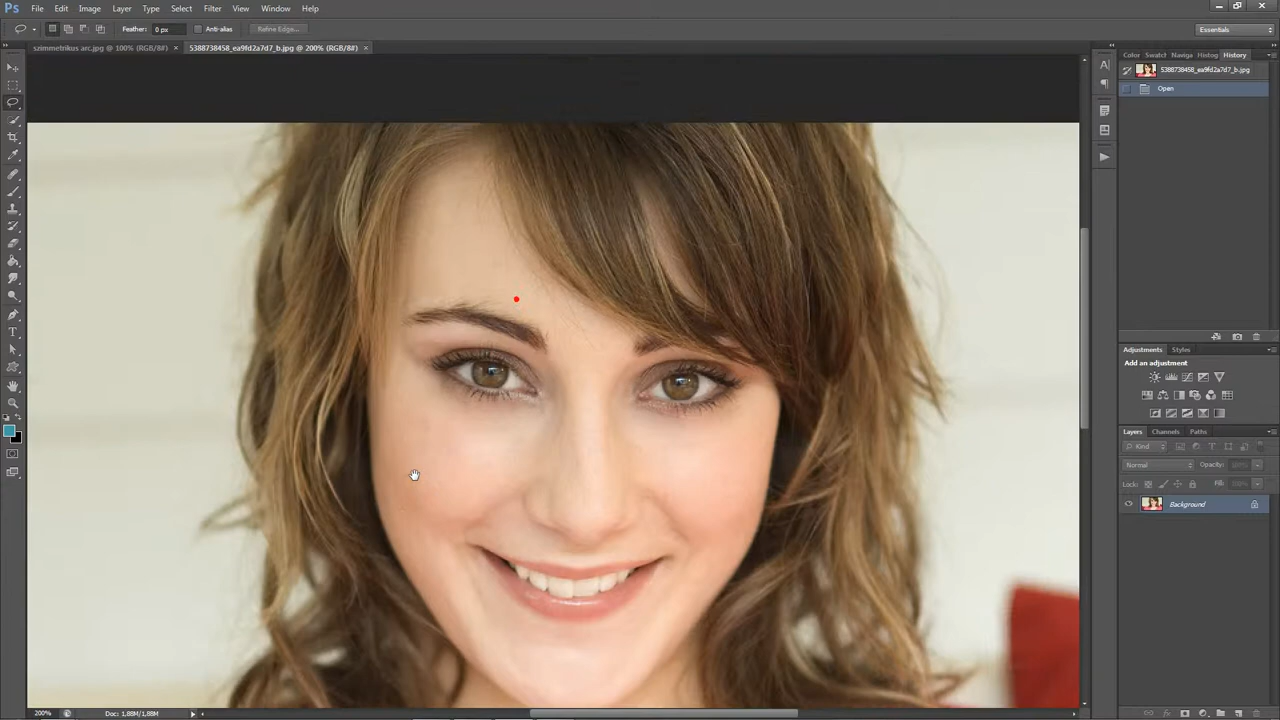 Ps File Edit Image Layer Type Select Filter View Window Help
Feather: 0 px Anti-alias Refine Edge... Essentials
szimmetrikus arc.jpg @ 100% (RGB/8#) × 5388738458_ea9fd2a7d7_b.jpg @ 200% (RGB/8#) ×
Color Swatc Naviga Histog History
5388738458_ea9fd2a7d7_b.jpg
Open
Adjustments Styles
Add an adjustment
Layers Channels Paths
Kind
Normal Opacity:
Lock: Fill:
Background
200% Doc: 1,88M/1,88M